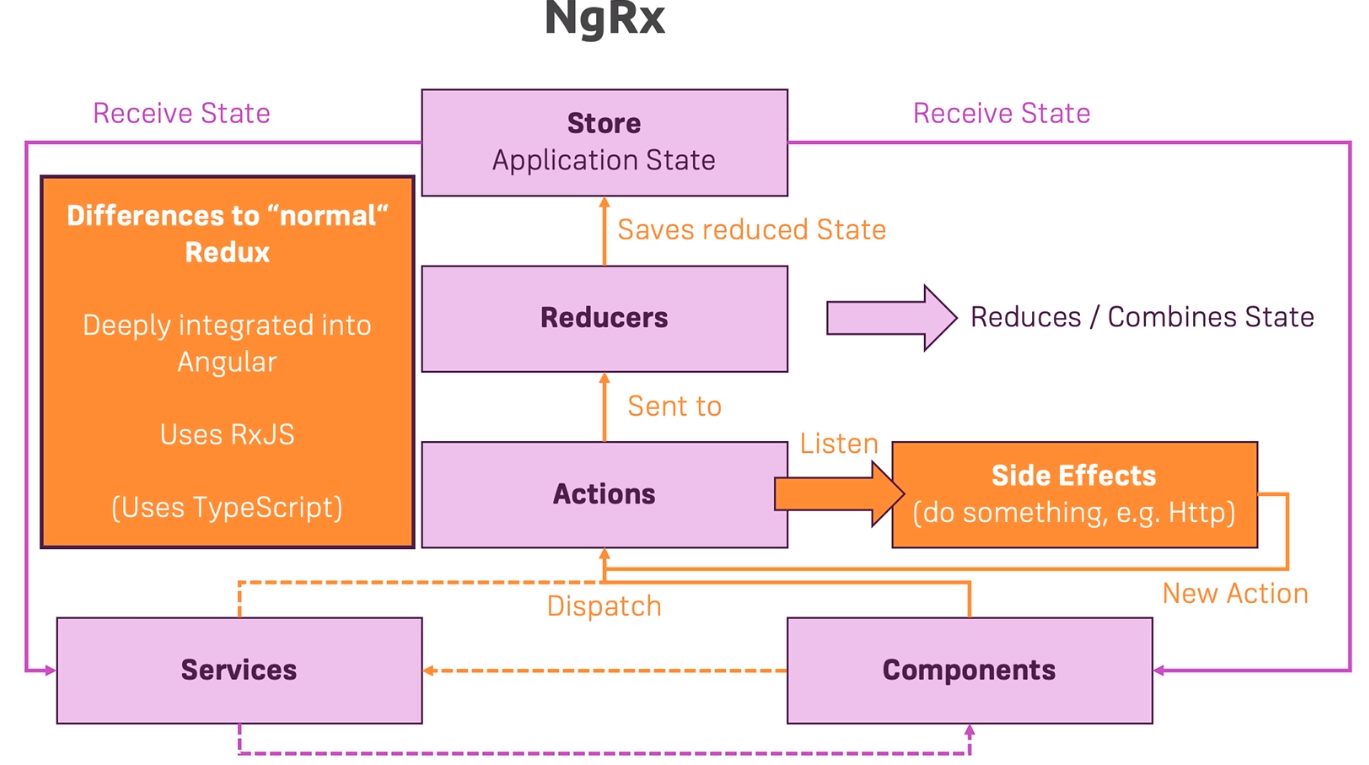 NgRx
Receive State
Store
Application State
Receive State
Differences to “normal“
Redux
Deeply integrated into
Angular
Uses RxJS
(Uses TypeScript)
Saves reduced State
Reducers
Reduces / Combines State
Sent to
Actions
Listen
Side Effects
(do something, e.g. Http)
New Action
Dispatch
Services
Components